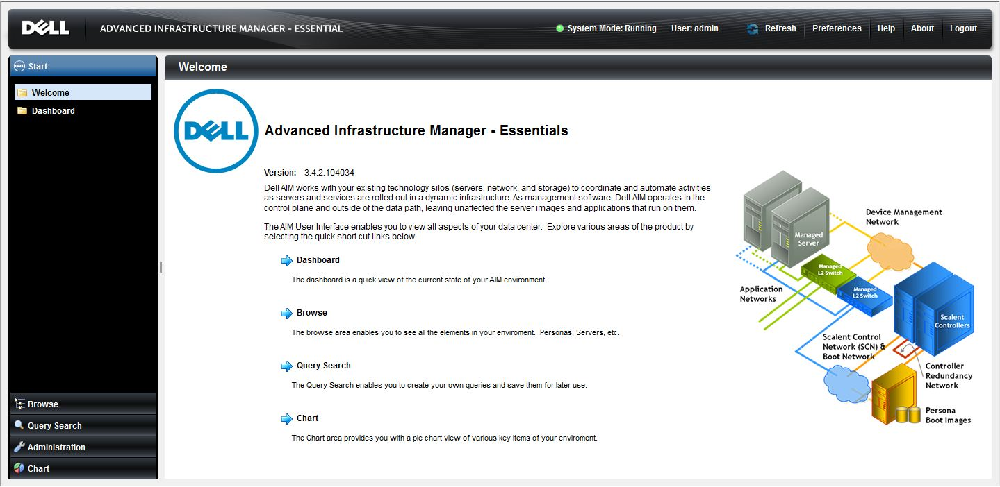 DELL
ADVANCED INFRASTRUCTURE MANAGER - ESSENTIAL
System Mode: Running
User: admin
Refresh
Preferences
Help
About
Logout
DELL
Start
Welcome
Dashboard
Browse
Query Search
Administration
Chart
Welcome
DELL
Advanced Infrastructure Manager - Essentials
Version: 3.4.2.104034
Dell AIM works with your existing technology silos (servers, network, and storage) to coordinate and automate activities
as servers and services are rolled out in a dynamic infrastructure. As management software, Dell AIM operates in the
control plane and outside of the data path, leaving unaffected the server images and applications that run on them.
The AIM User Interface enables you to view all aspects of your data center. Explore various areas of the product by
selecting the quick short cut links below.
Dashboard
The dashboard is a quick view of the current state of your AIM environment.
Browse
The browse area enables you to see all the elements in your enviroment. Personas, Servers, etc.
Query Search
The Query Search enables you to create your own queries and save them for later use.
Chart
The Chart area provides you with a pie chart view of various key items of your enviroment.
Device Management
Network
Managed
Server
Managed
L2 Switch
Managed
L2 Switch
Application
Networks
Scalent
Controllers
Scalent Control
Network (SCN) &
Boot Network
Controller
Redundancy
Network
Persona
Boot Images